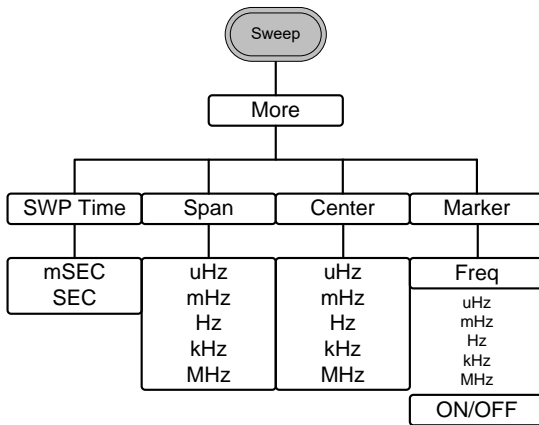 Sweep
More
SWP Time
Span
Center
Marker
mSEC
SEC
uHz
mHz
Hz
kHz
MHz
uHz
mHz
Hz
kHz
MHz
Freq
uHz
mHz
Hz
kHz
MHz
ON/OFF